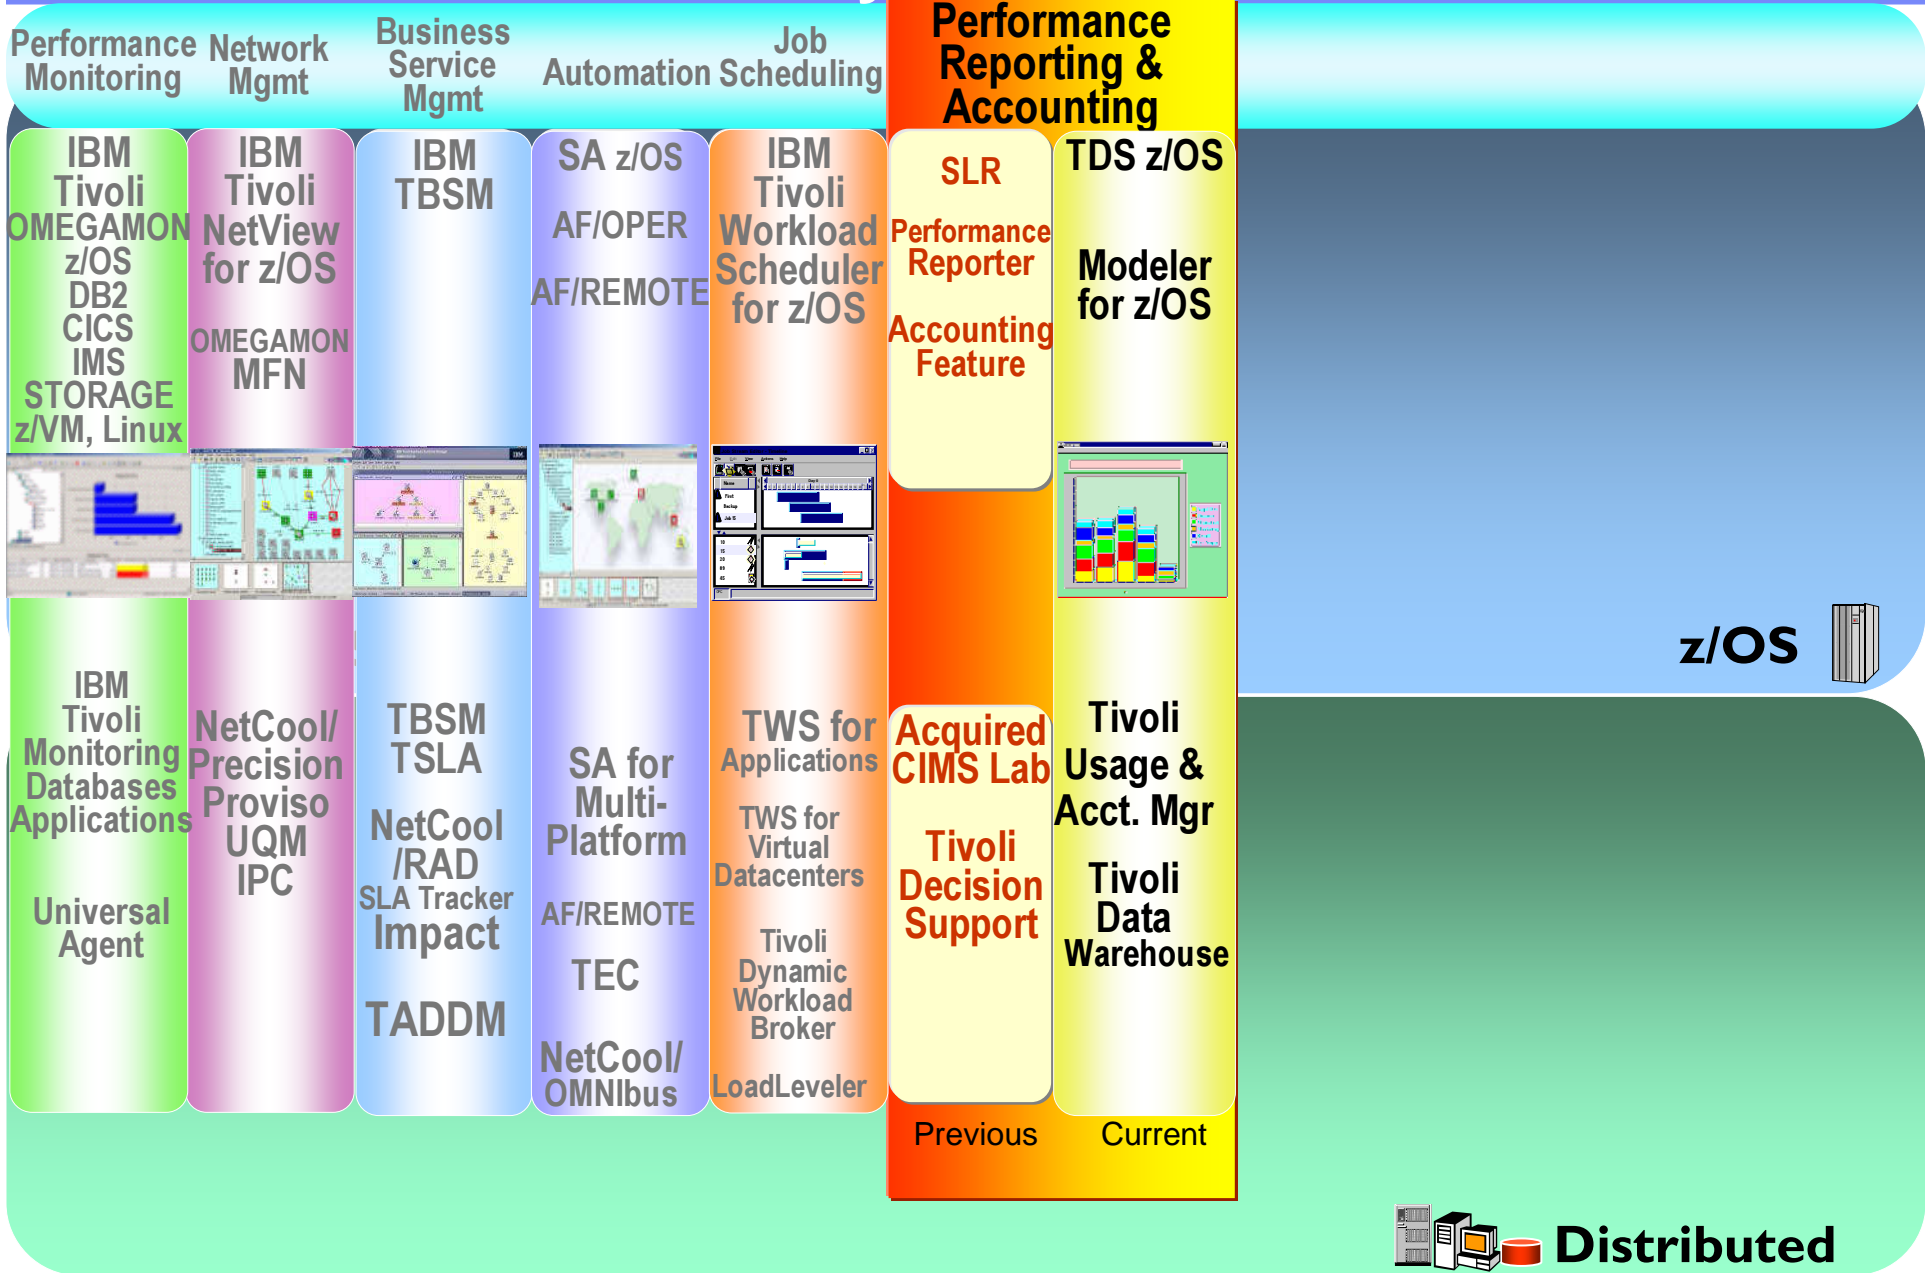 Performance
Monitoring
Network
Mgmt
Business
Service
Mgmt
Automation
Job
Scheduling
Performance
Reporting &
Accounting
IBM
Tivoli
OMEGAMON
z/OS
DB2
CICS
IMS
STORAGE
z/VM, Linux
IBM
Tivoli
NetView
for z/OS
OMEGAMON
MFN
IBM
TBSM
SA z/OS
AF/OPER
AF/REMOTE
IBM
Tivoli
Workload
Scheduler
for z/OS
SLR
Performance
Reporter
Accounting
Feature
TDS z/OS
Modeler
for z/OS
z/OS
IBM
Tivoli
Monitoring
Databases
Applications
Universal
Agent
NetCool/
Precision
Proviso
UQM
IPC
TBSM
TSLA
NetCool
/RAD
SLA Tracker
Impact
TADDM
SA for
Multi-
Platform
AF/REMOTE
TEC
NetCool/
OMNIbus
TWS for
Applications
TWS for
Virtual
Datacenters
Tivoli
Dynamic
Workload
Broker
LoadLeveler
Acquired
CIMS Lab
Tivoli
Decision
Support
Tivoli
Usage &
Acct. Mgr
Tivoli
Data
Warehouse
Previous
Current
Distributed